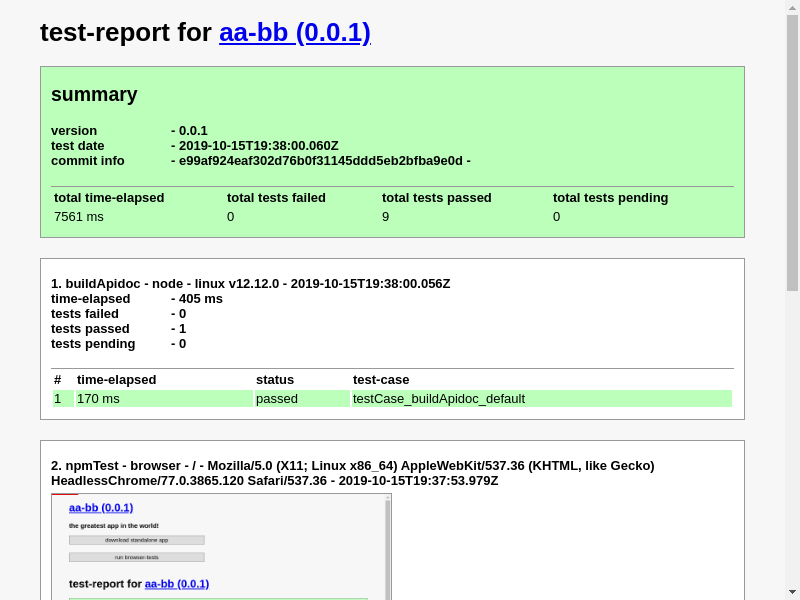 test-report for aa-bb (0.0.1)
summary
version - 0.0.1
test date - 2019-10-15T19:38:00.060Z
commit info - e99af924eaf302d76b0f31145ddd5eb2bfba9e0d -
total time-elapsed total tests failed total tests passed total tests pending
7561 ms 0 9 0
1. buildApidoc - node - linux v12.12.0 - 2019-10-15T19:38:00.056Z
time-elapsed - 405 ms
tests failed - 0
tests passed - 1
tests pending - 0
# time-elapsed status test-case
1 170 ms passed testCase_buildApidoc_default
2. npmTest - browser - / - Mozilla/5.0 (X11; Linux x86_64) AppleWebKit/537.36 (KHTML, like Gecko)
HeadlessChrome/77.0.3865.120 Safari/537.36 - 2019-10-15T19:37:53.979Z
aa-bb (0.0.1)
the greatest app in the world!
download standalone app
run browser-tests
test-report for aa-bb (0.0.1)